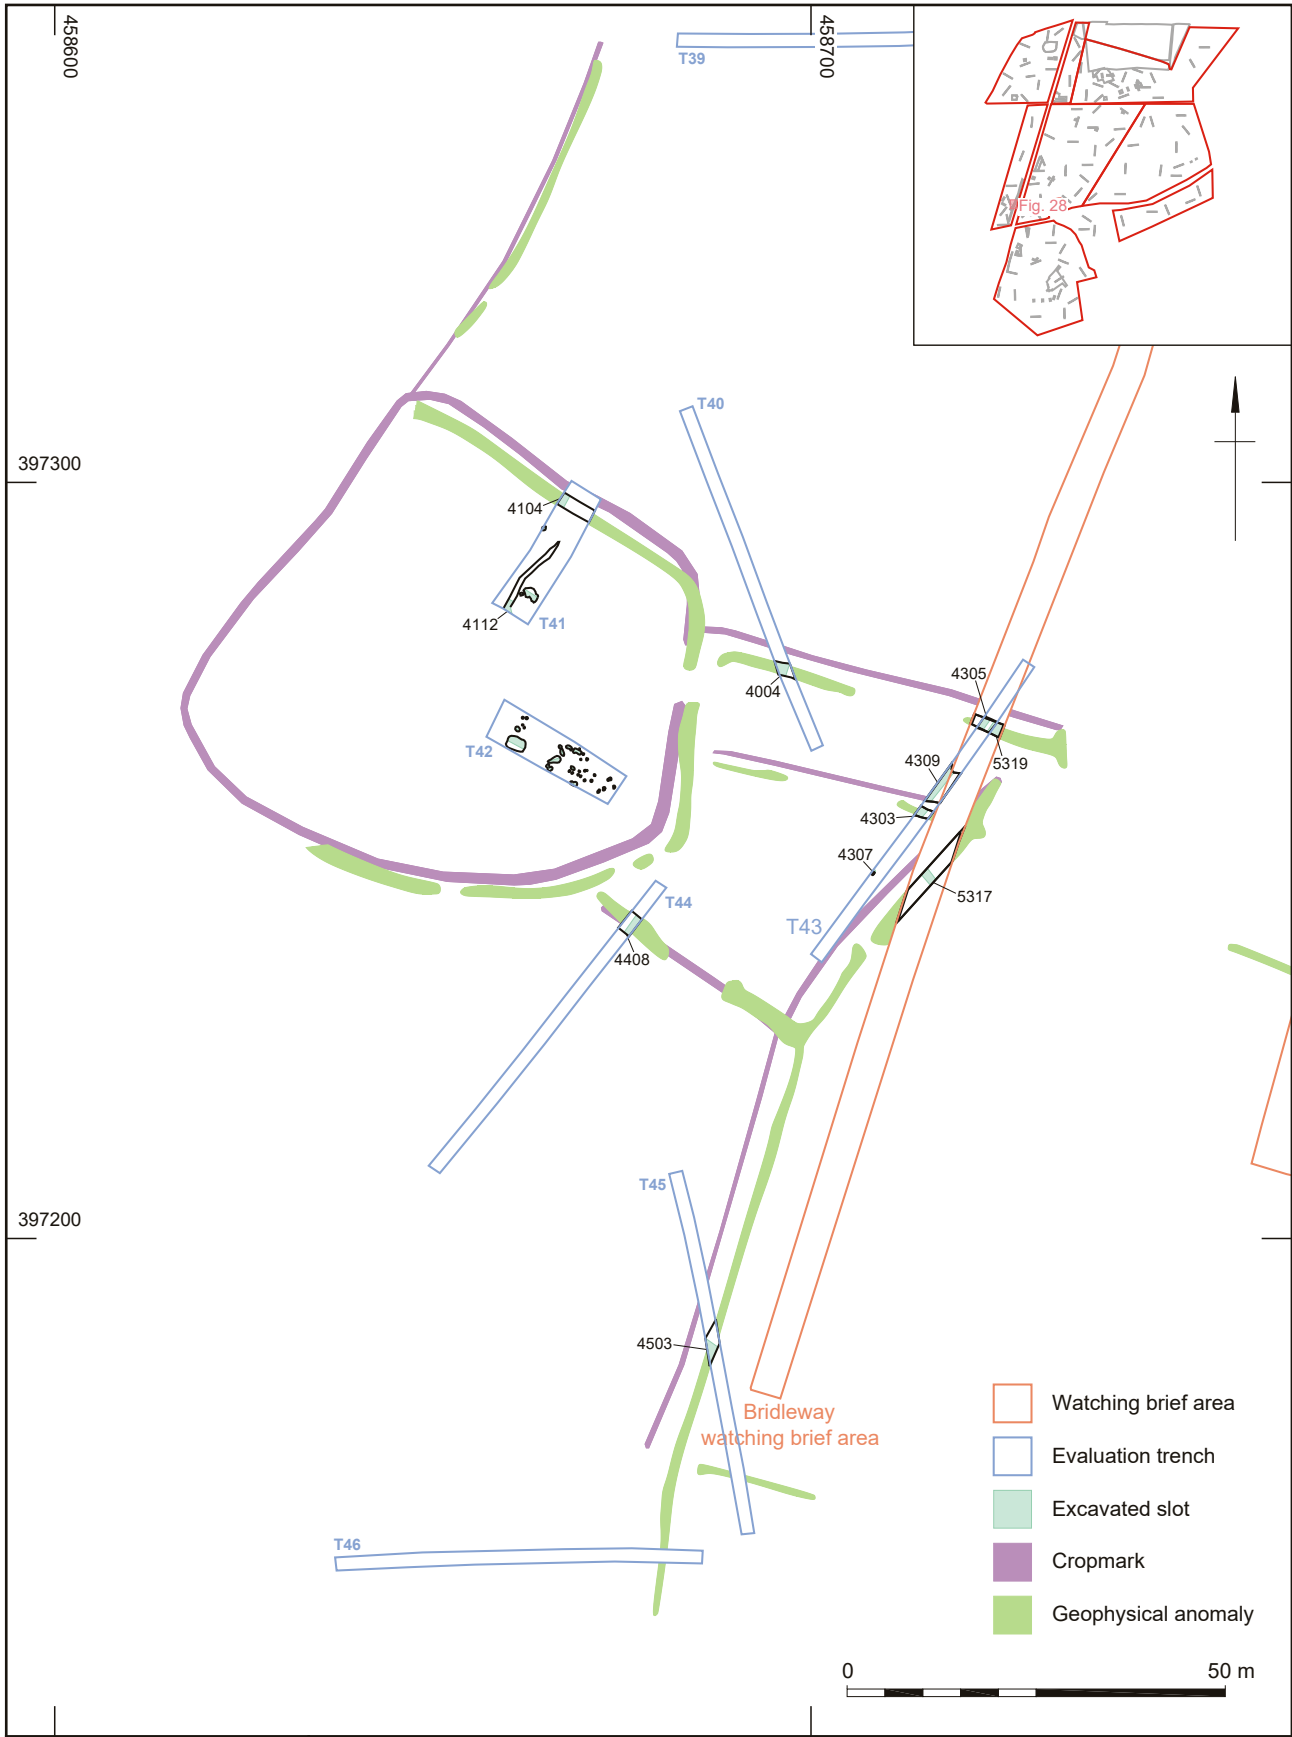 458600
458700
T39
Fig. 28
T40
397300
4104
4112
T41
4004
4305
T42
4309
5319
4303
4307
5317
T43
T44
4408
T45
397200
4503
Bridleway
watching brief area
T46
Watching brief area
Evaluation trench
Excavated slot
Cropmark
Geophysical anomaly
0
50 m